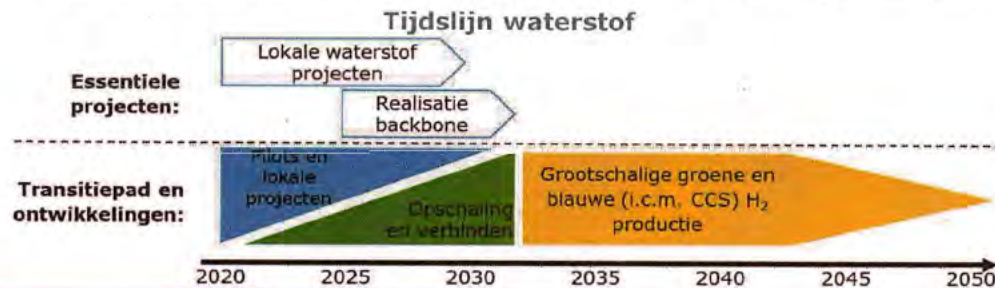 Tijdslijn waterstof
Essentiele
projecten:
Lokale waterstof
projecten
Realisatie
backbone
Transitiepad en
ontwikkelingen:
Pilots en
lokale
projecten
Opschaling
en verbinden
Grootschalige groene en
blauwe (i.c.m. CCS) H₂
productie
2020 2025 2030 2035 2040 2045 2050